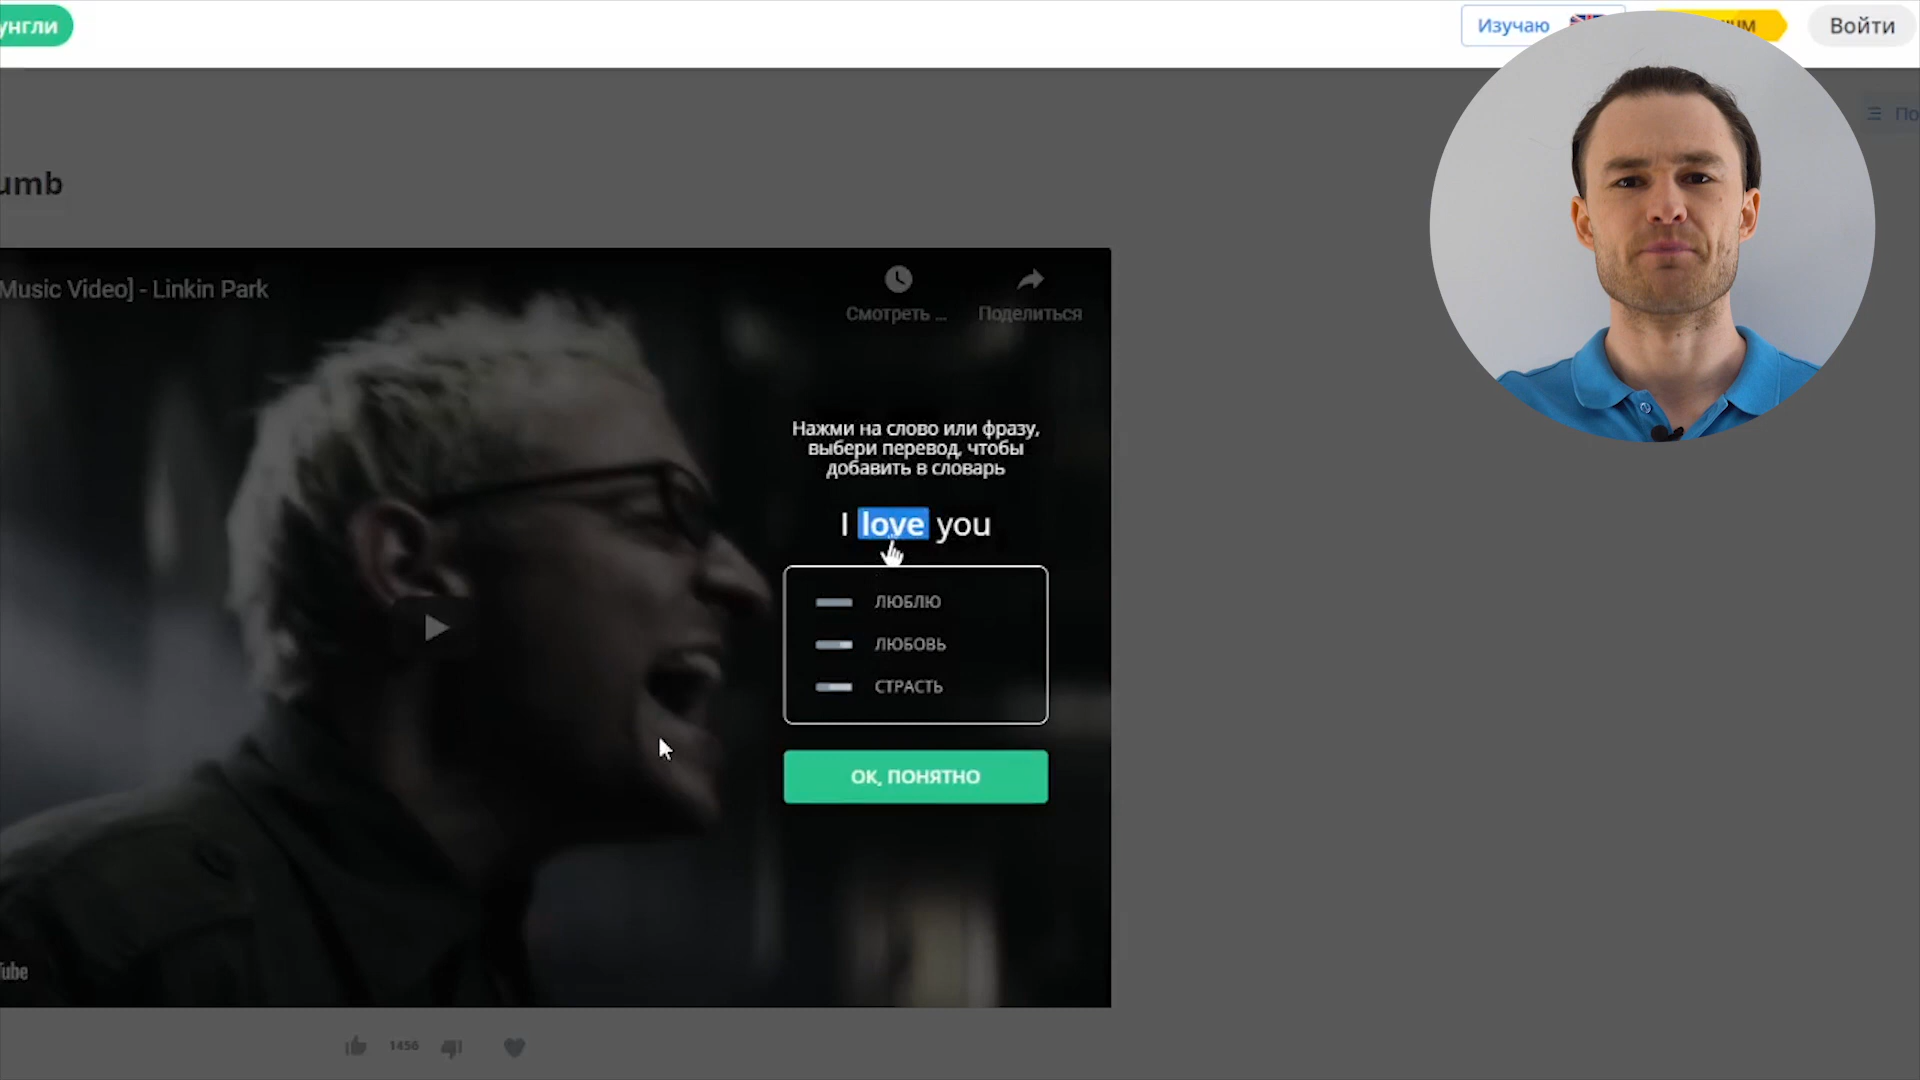 унгли
Изучаю
Войти
По
umb
Music Video] - Linkin Park
Смотреть ...
Поделиться
Нажми на слово или фразу,
выбери перевод, чтобы
добавить в словарь
I love you
ЛЮБЛЮ
ЛЮБОВЬ
СТРАСТЬ
ОК, ПОНЯТНО
Tube
1456